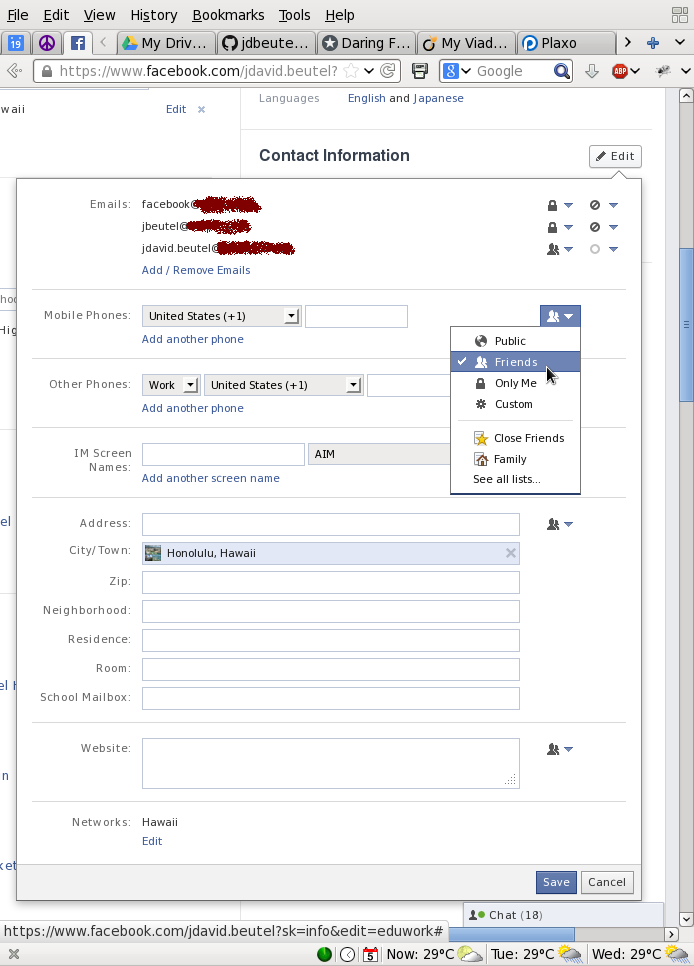 File Edit View History Bookmarks Tools Help
19 My Driv... jdbeute... Daring F... My Viad... Plaxo
https://www.facebook.com/jdavid.beutel? Google ABP
waii Edit
Languages English and Japanese
Contact Information Edit
Emails: facebook@
jbeutel@
jdavid.beutel@
Add / Remove Emails
Mobile Phones: United States (+1)
Add another phone
Public
Friends
Only Me
Custom
Close Friends
Family
See all lists...
Other Phones: Work United States (+1)
Add another phone
IM Screen Names: AIM
Add another screen name
Address:
City/Town: Honolulu, Hawaii
Zip:
Neighborhood:
Residence:
Room:
School Mailbox:
Website:
Networks: Hawaii
Edit
Save Cancel
Chat (18)
https://www.facebook.com/jdavid.beutel?sk=info&edit=eduwork#
5 Now: 29°C Tue: 29°C Wed: 29°C